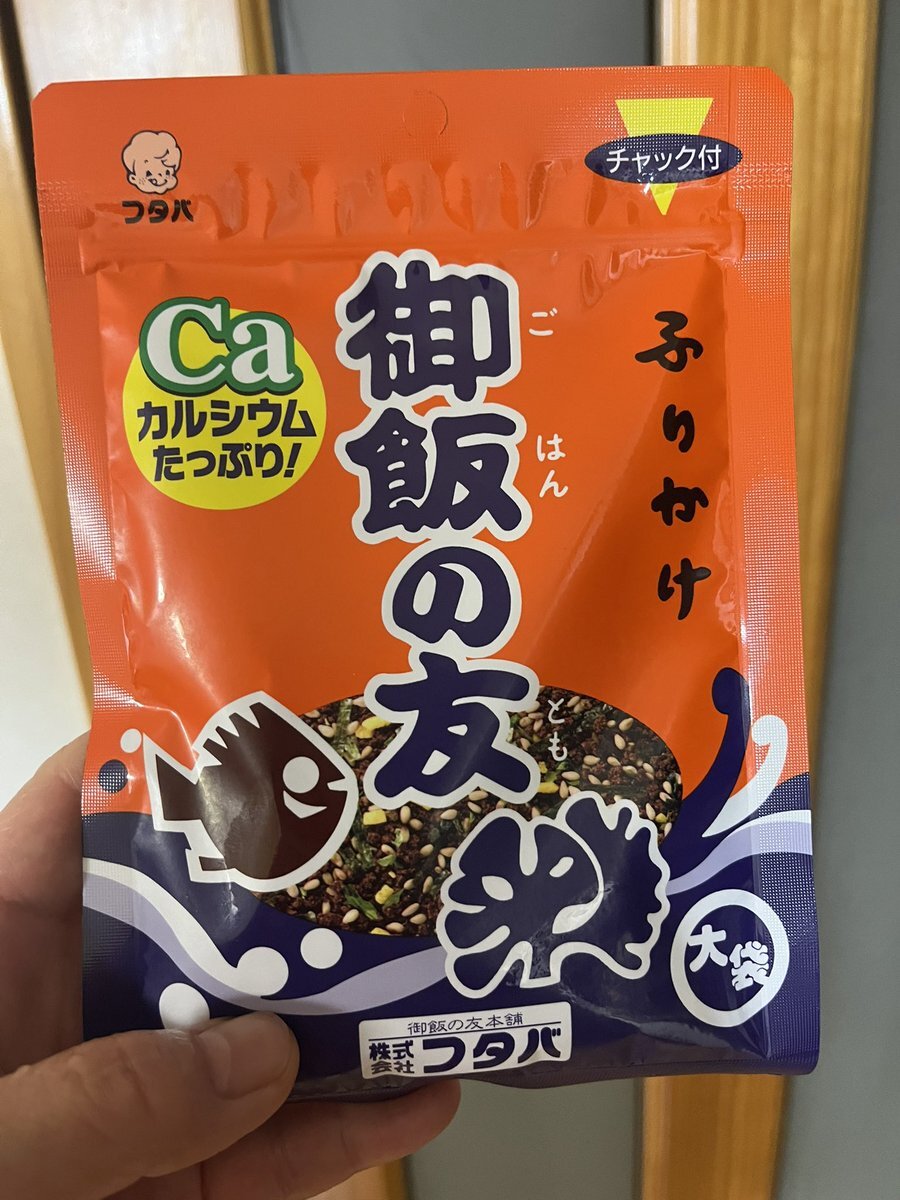 フタバ
チャック付
Ca
カルシウム
たっぷり!
御飯の友
ごはんとも
ふりかけ
大袋
御飯の友本舗
株式会社フタバ